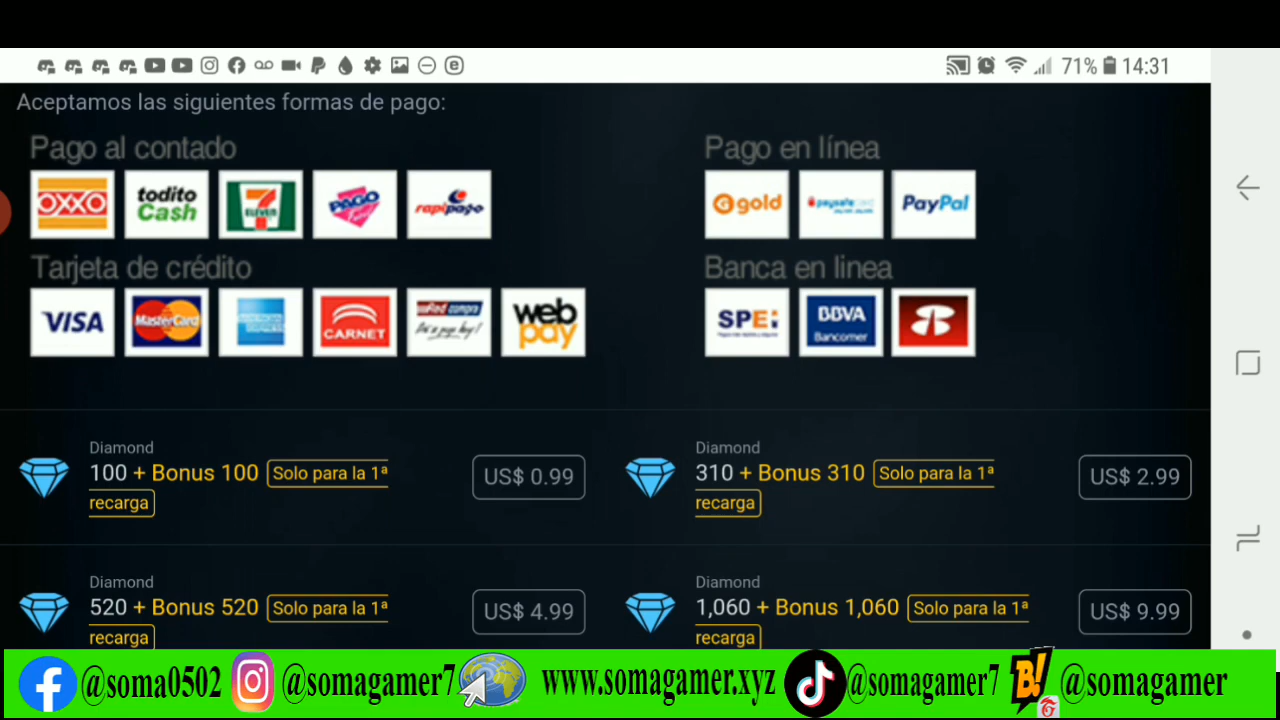 71% 14:31
Aceptamos las siguientes formas de pago:
Pago al contado
OXXO
todito Cash
7 ELEVEN
PAGO
rapipago
Pago en línea
G gold
paysafe
PayPal
Tarjeta de crédito
VISA
MasterCard
AMERICAN EXPRESS
CARNET
RedCompra
web pay
Banca en linea
SPEi
BBVA Bancomer
Diamond
100 + Bonus 100 Solo para la 1ª
recarga
US$ 0.99
Diamond
310 + Bonus 310 Solo para la 1ª
recarga
US$ 2.99
Diamond
520 + Bonus 520 Solo para la 1ª
recarga
US$ 4.99
Diamond
1,060 + Bonus 1,060 Solo para la 1ª
recarga
US$ 9.99
@soma0502 @somagamer7 www.somagamer.xyz @somagamer7 B! @somagamer